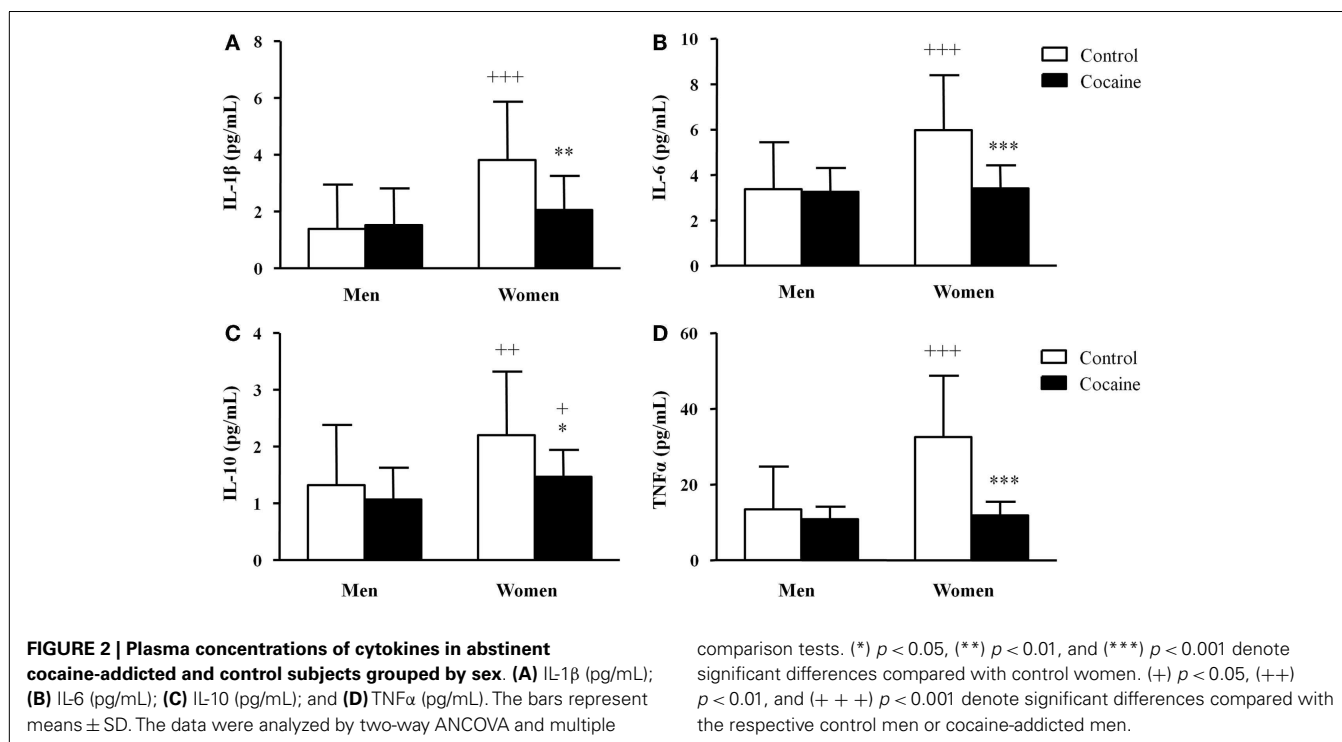 A
8
6
4
2
0
IL-1β (pg/mL)
+++
**
Men
Women
B
10
8
6
4
2
0
IL-6 (pg/mL)
+++
***
Men
Women
Control
Cocaine
C
4
3
2
1
0
IL-10 (pg/mL)
++
+
*
Men
Women
D
60
40
20
0
TNFα (pg/mL)
+++
***
Men
Women
Control
Cocaine
FIGURE 2 | Plasma concentrations of cytokines in abstinent
cocaine-addicted and control subjects grouped by sex. (A) IL-1β (pg/mL);
(B) IL-6 (pg/mL); (C) IL-10 (pg/mL); and (D) TNFα (pg/mL). The bars represent
means ± SD. The data were analyzed by two-way ANCOVA and multiple
comparison tests. (*) p < 0.05, (**) p < 0.01, and (***) p < 0.001 denote
significant differences compared with control women. (+) p < 0.05, (++)
p < 0.01, and (+ + +) p < 0.001 denote significant differences compared with
the respective control men or cocaine-addicted men.